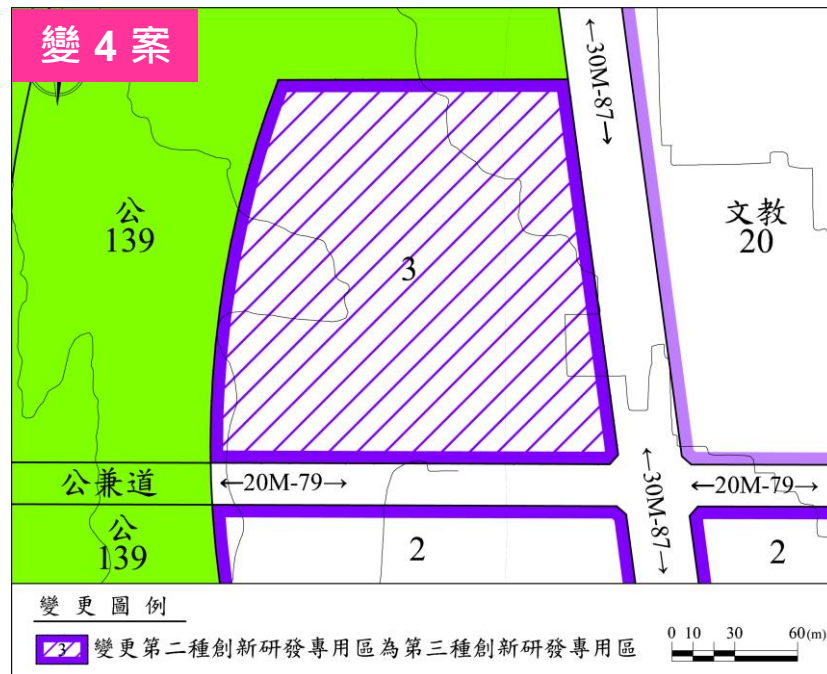 變 4 案
←30M-87→
公
139
文教
20
3
公兼道
←20M-79→
←30M-87→
←20M-79→
公
139
2
2
變更圖例
3 變更第二種創新研發專用區為第三種創新研發專用區
0 10 30 60(m)